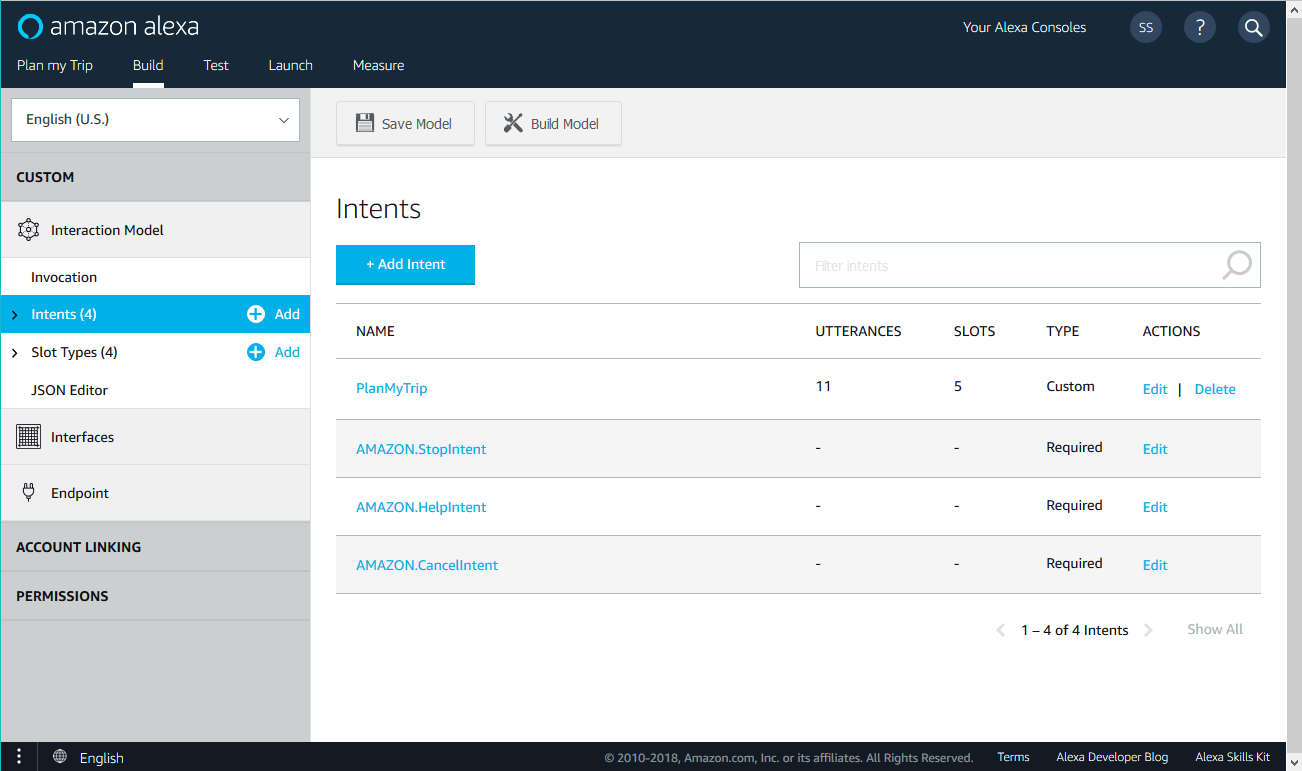 amazon alexa
Your Alexa Consoles SS ?
Plan my Trip Build Test Launch Measure
English (U.S.)
Save Model Build Model
CUSTOM
Interaction Model
Invocation
Intents (4) Add
Slot Types (4) Add
JSON Editor
Interfaces
Endpoint
ACCOUNT LINKING
PERMISSIONS
Intents
+ Add Intent Filter intents
NAME UTTERANCES SLOTS TYPE ACTIONS
PlanMyTrip 11 5 Custom Edit | Delete
AMAZON.StopIntent - - Required Edit
AMAZON.HelpIntent - - Required Edit
AMAZON.CancelIntent - - Required Edit
1 – 4 of 4 Intents Show All
English © 2010-2018, Amazon.com, Inc. or its affiliates. All Rights Reserved. Terms Alexa Developer Blog Alexa Skills Kit